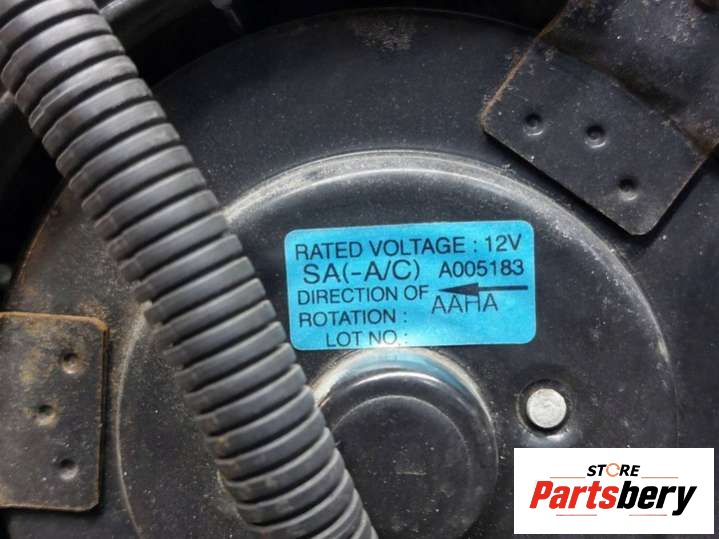 RATED VOLTAGE : 12V
SA(-A/C) A005183
DIRECTION OF
ROTATION : AAHA
LOT NO. :
STORE
Partsbery